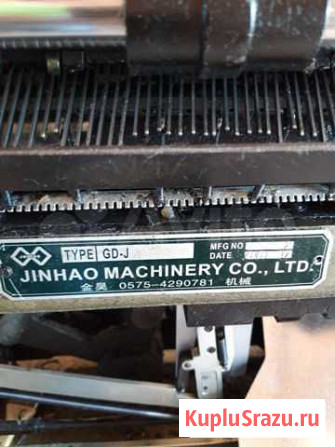 TYPE GD-J MFG NO
DATE
JINHAO MACHINERY CO., LTD.
金昊 0575-4290781 机械
KupluSrazu.ru